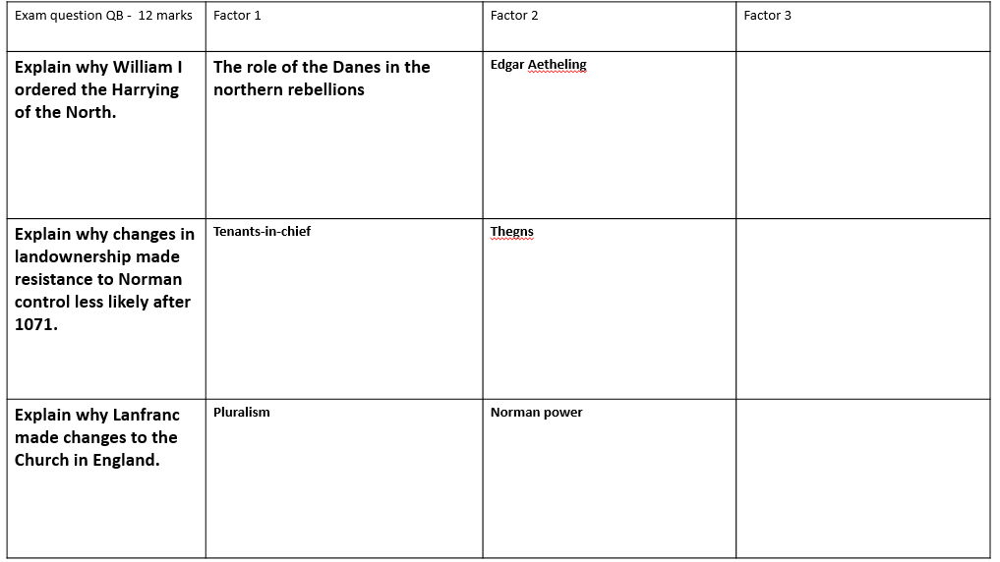 Exam question QB -  12 marks
Factor 1
Factor 2
Factor 3
Explain why William I
ordered the Harrying
of the North.
The role of the Danes in the
northern rebellions
Edgar Aetheling
Explain why changes in
landownership made
resistance to Norman
control less likely after
1071.
Tenants-in-chief
Thegns
Explain why Lanfranc
made changes to the
Church in England.
Pluralism
Norman power